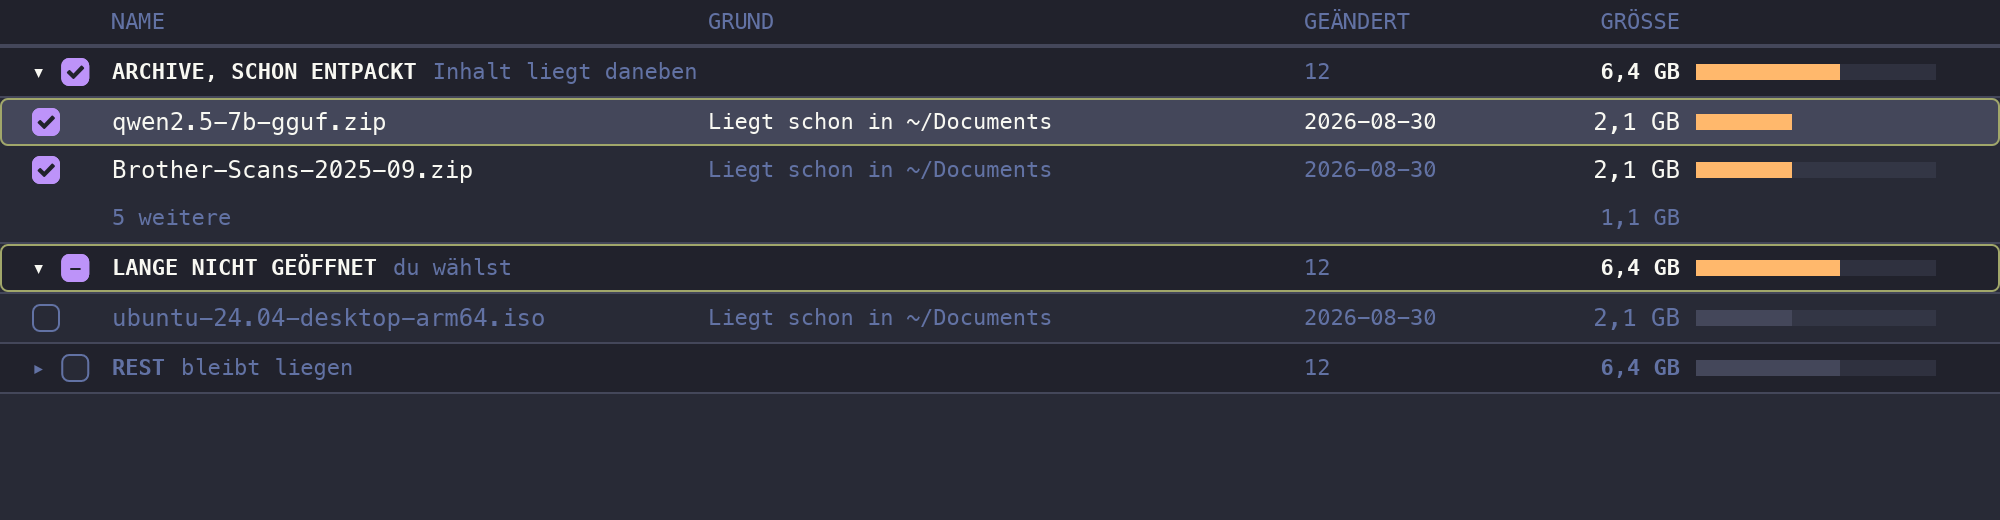 NAME GRUND GEÄNDERT GRÖSSE
▾ ARCHIVE, SCHON ENTPACKT Inhalt liegt daneben 12 6,4 GB
qwen2.5-7b-gguf.zip Liegt schon in ~/Documents 2026-08-30 2,1 GB
Brother-Scans-2025-09.zip Liegt schon in ~/Documents 2026-08-30 2,1 GB
5 weitere 1,1 GB
▾ LANGE NICHT GEÖFFNET du wählst 12 6,4 GB
ubuntu-24.04-desktop-arm64.iso Liegt schon in ~/Documents 2026-08-30 2,1 GB
▸ REST bleibt liegen 12 6,4 GB